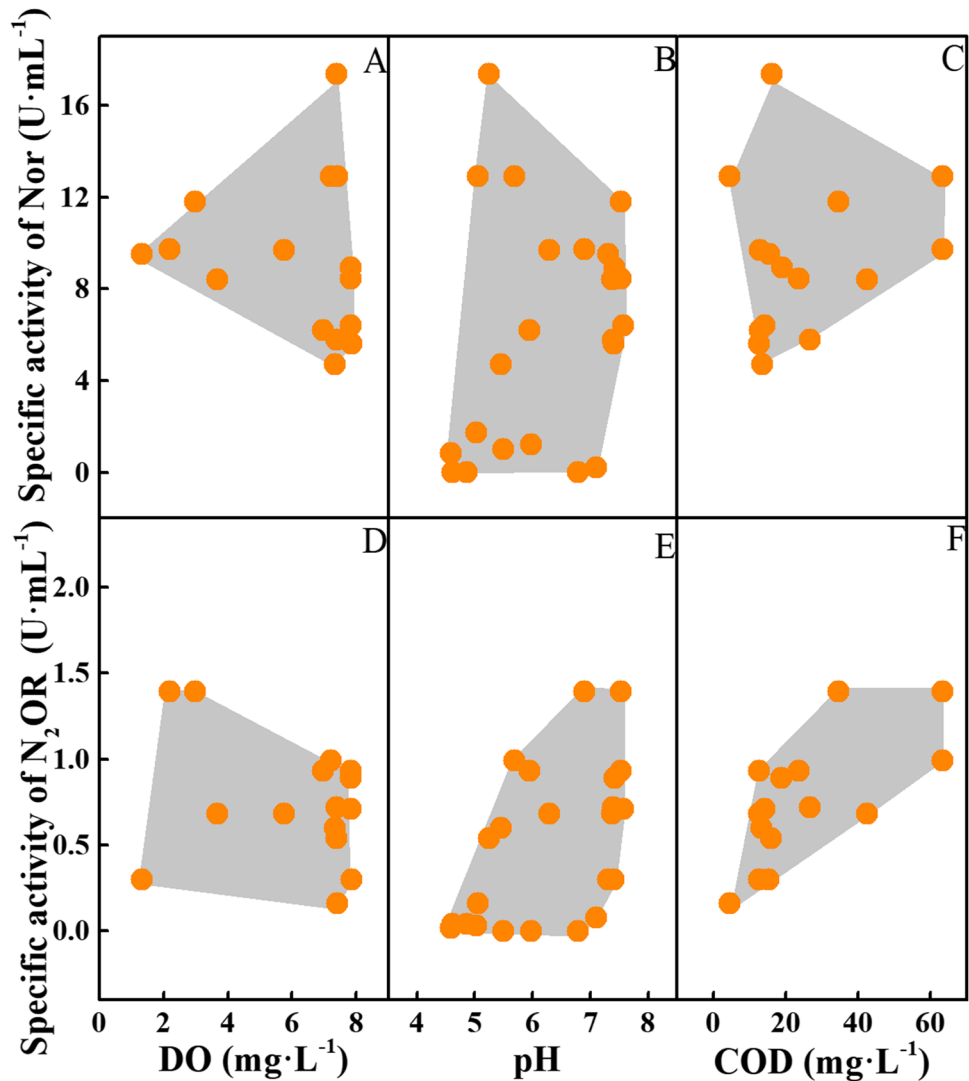 Specific activity of Nor (U·mL⁻¹)
16
12
8
4
0
A
B
C
Specific activity of N₂OR (U·mL⁻¹)
2.0
1.5
1.0
0.5
0.0
D
E
F
0 2 4 6 8 4 5 6 7 8 0 20 40 60
DO (mg·L⁻¹) pH COD (mg·L⁻¹)